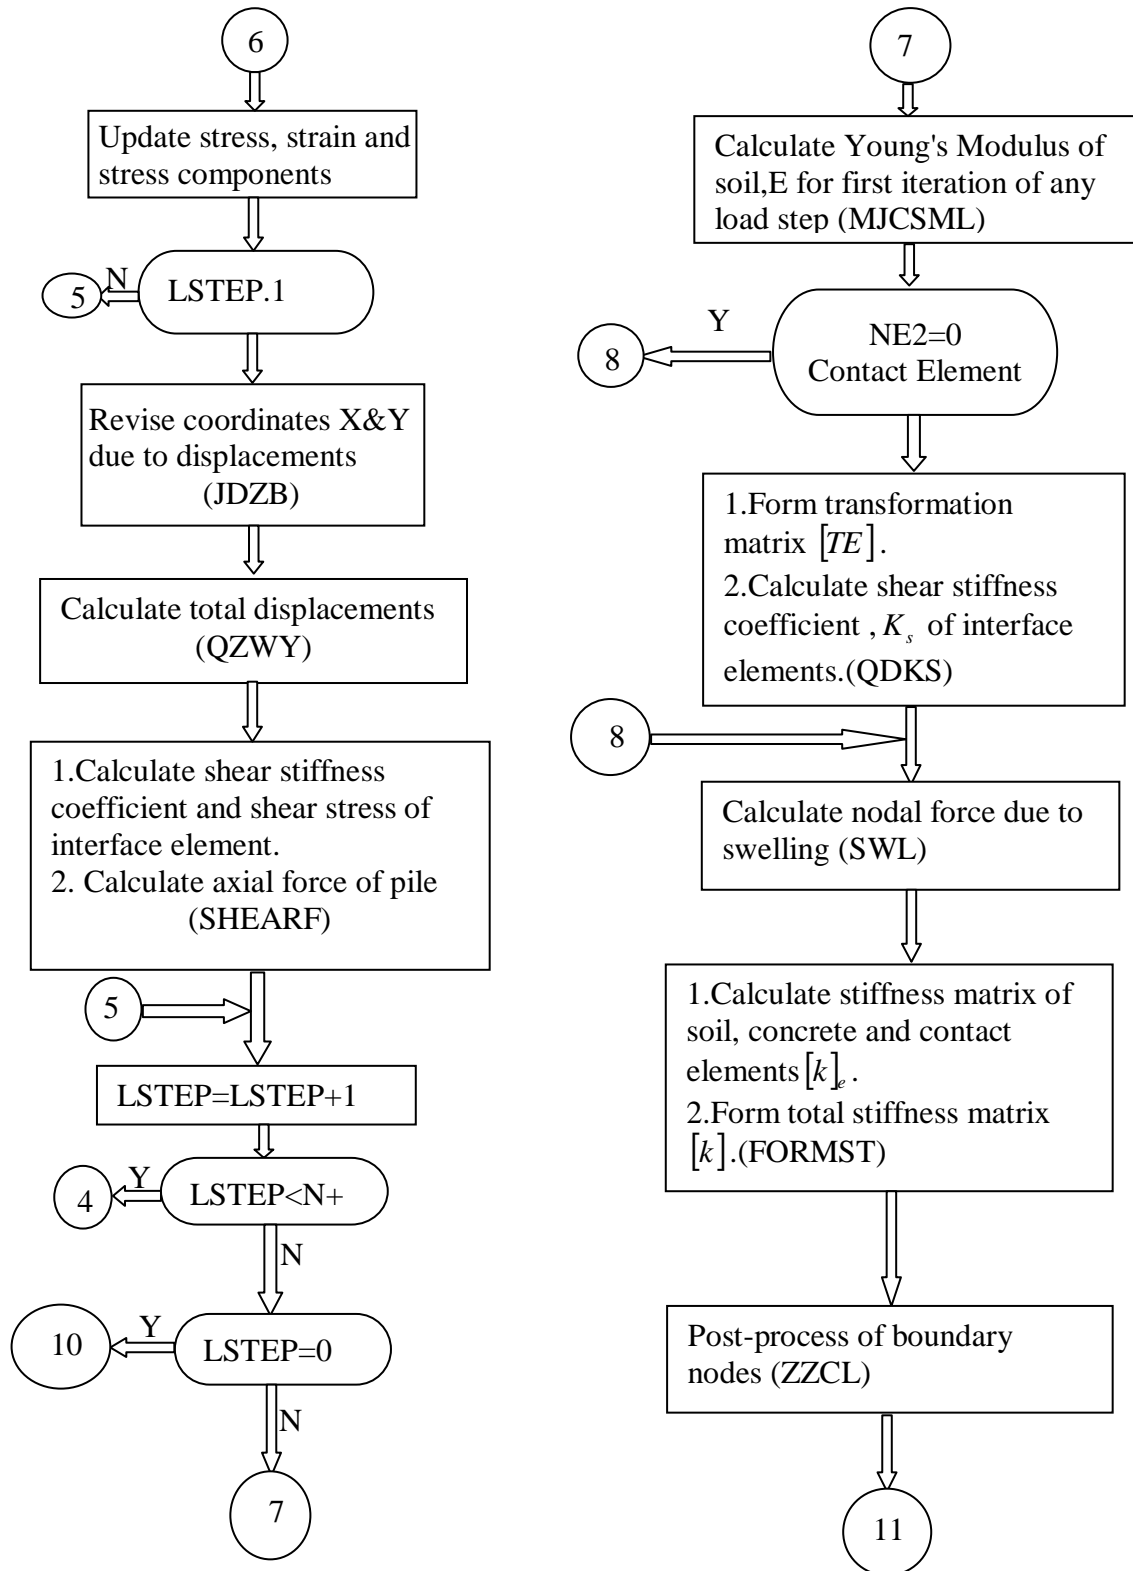 6
Update stress, strain and
stress components
N
5
LSTEP.1
Revise coordinates X&Y
due to displacements
(JDZB)
Calculate total displacements
(QZWY)
1.Calculate shear stiffness
coefficient and shear stress of
interface element.
2. Calculate axial force of pile
(SHEARF)
5
LSTEP=LSTEP+1
Y
4
LSTEP<N+
N
Y
10
LSTEP=0
N
7
7
Calculate Young's Modulus of
soil,E for first iteration of any
load step (MJCSML)
Y
8
NE2=0
Contact Element
1.Form transformation
matrix [TE].
2.Calculate shear stiffness
coefficient , K_s of interface
elements.(QDKS)
8
Calculate nodal force due to
swelling (SWL)
1.Calculate stiffness matrix of
soil, concrete and contact
elements [k]_e.
2.Form total stiffness matrix
[k].(FORMST)
Post-process of boundary
nodes (ZZCL)
11